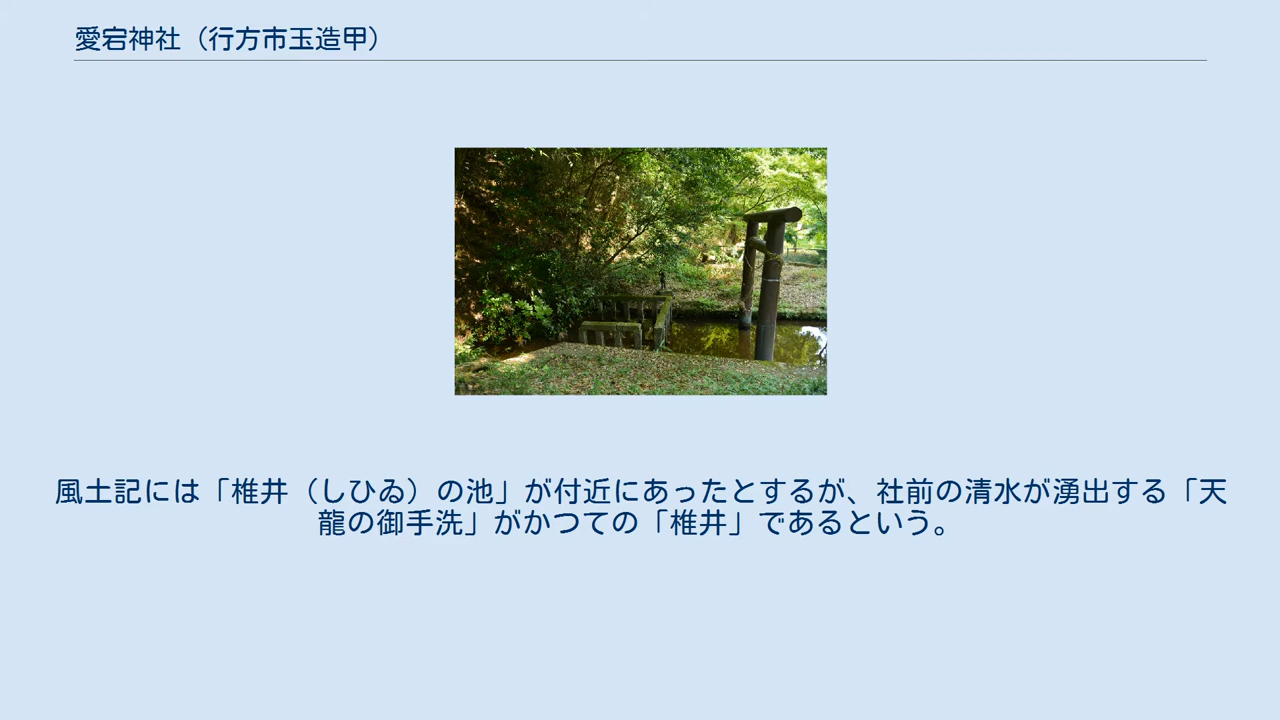 愛宕神社（行方市玉造甲）
風土記には「椎井（しひゐ）の池」が付近にあったとするが、社前の清水が湧出する「天
龍の御手洗」がかつての「椎井」であるという。